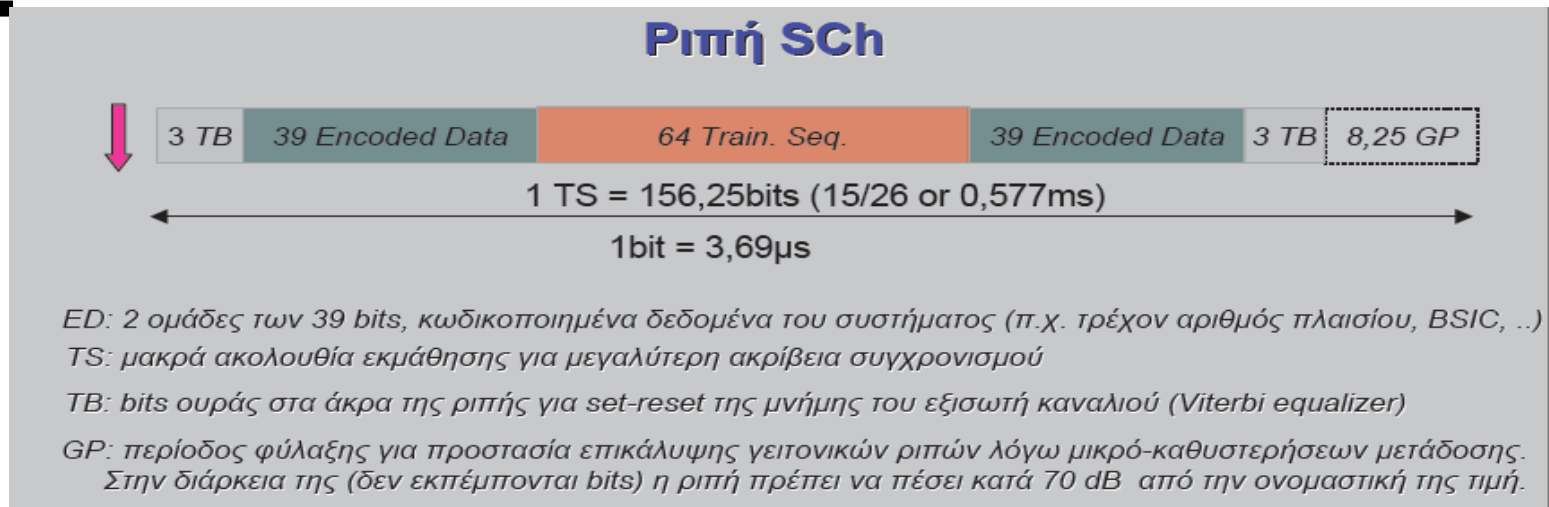 Ριπή SCh
3 TB 39 Encoded Data 64 Train. Seq. 39 Encoded Data 3 TB 8,25 GP
1 TS = 156,25bits (15/26 or 0,577ms)
1bit = 3,69μs
ED: 2 ομάδες των 39 bits, κωδικοποιημένα δεδομένα του συστήματος (π.χ. τρέχον αριθμός πλαισίου, BSIC, ..)
TS: μακρά ακολουθία εκμάθησης για μεγαλύτερη ακρίβεια συγχρονισμού
TB: bits ουράς στα άκρα της ριπής για set-reset της μνήμης του εξισωτή καναλιού (Viterbi equalizer)
GP: περίοδος φύλαξης για προστασία επικάλυψης γειτονικών ριπών λόγω μικρό-καθυστερήσεων μετάδοσης.
Στην διάρκεια της (δεν εκπέμπονται bits) η ριπή πρέπει να πέσει κατά 70 dB από την ονομαστική της τιμή.